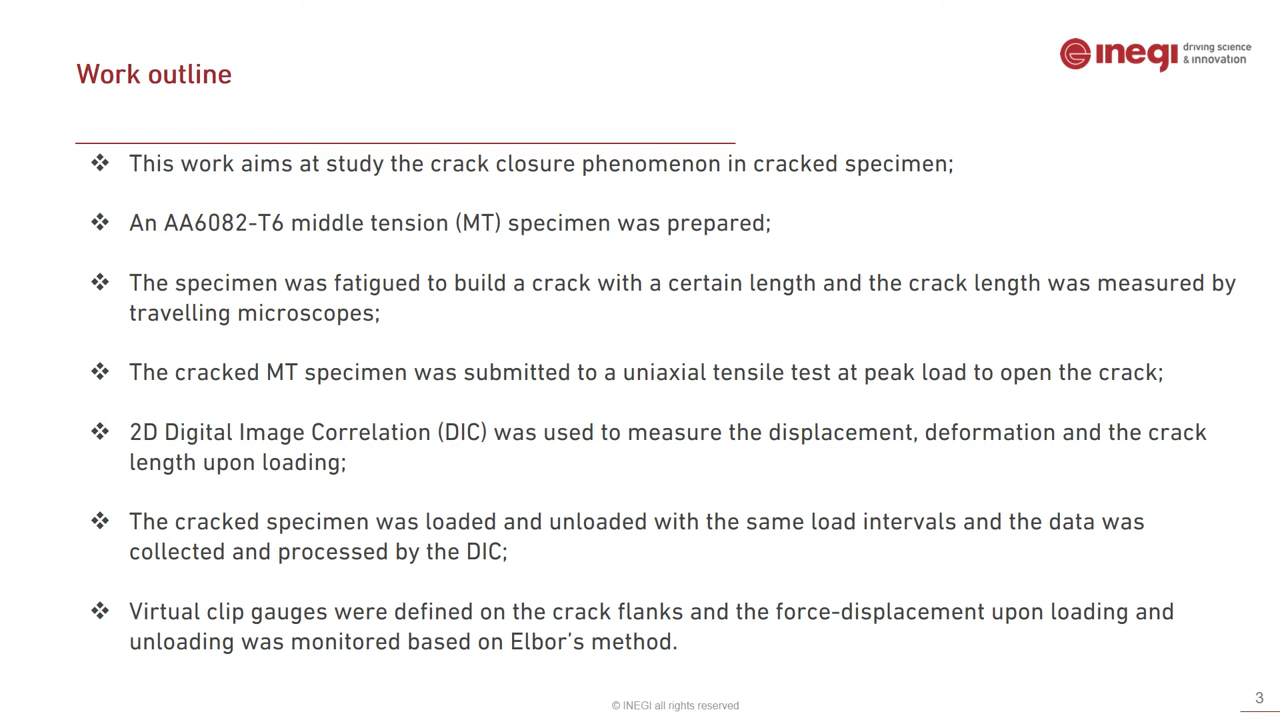 Work outline
inegi driving science
& innovation
❖ This work aims at study the crack closure phenomenon in cracked specimen;
❖ An AA6082-T6 middle tension (MT) specimen was prepared;
❖ The specimen was fatigued to build a crack with a certain length and the crack length was measured by
travelling microscopes;
❖ The cracked MT specimen was submitted to a uniaxial tensile test at peak load to open the crack;
❖ 2D Digital Image Correlation (DIC) was used to measure the displacement, deformation and the crack
length upon loading;
❖ The cracked specimen was loaded and unloaded with the same load intervals and the data was
collected and processed by the DIC;
❖ Virtual clip gauges were defined on the crack flanks and the force-displacement upon loading and
unloading was monitored based on Elbor’s method.
© INEGI all rights reserved
3